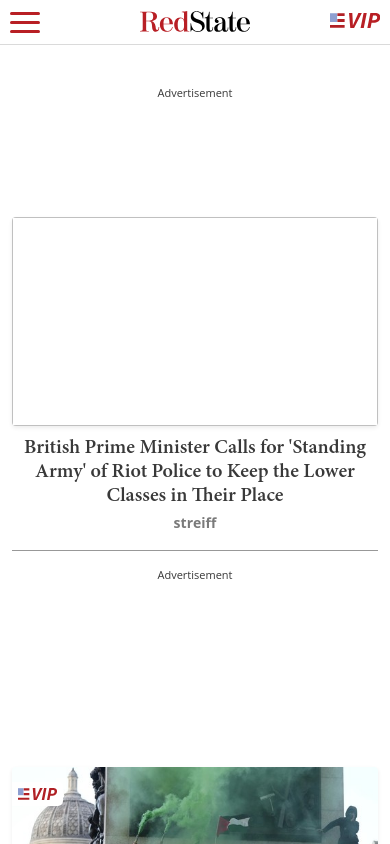 RedState
VIP
Advertisement
British Prime Minister Calls for 'Standing
Army' of Riot Police to Keep the Lower
Classes in Their Place
streiff
Advertisement
VIP